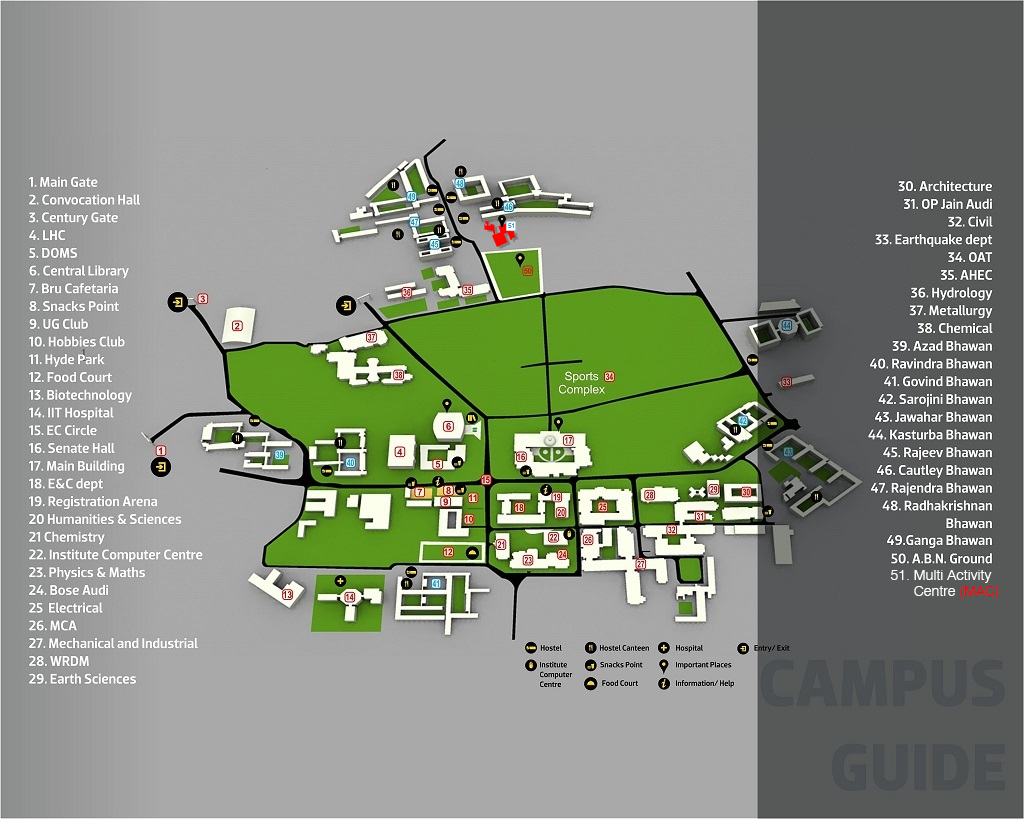 1. Main Gate
2. Convocation Hall
3. Century Gate
4. LHC
5. DOMS
6. Central Library
7. Bru Cafetaria
8. Snacks Point
9. UG Club
10. Hobbies Club
11. Hyde Park
12. Food Court
13. Biotechnology
14. IIT Hospital
15. EC Circle
16. Senate Hall
17. Main Building
18. E&C dept
19. Registration Arena
20 Humanities & Sciences
21 Chemistry
22. Institute Computer Centre
23. Physics & Maths
24. Bose Audi
25 Electrical
26. MCA
27. Mechanical and Industrial
28. WRDM
29. Earth Sciences
48
49
46
47
51
45
50
36
35
3
2
37
44
38
Sports 34
Complex
33
6
42
1
39
40
4
5
16
17
43
15
7
8
9
11
10
18
19
20
25
28
29
30
31
12
21
22
23
24
26
32
27
13
14
41
Hostel
Hostel Canteen
Hospital
Entry/ Exit
Institute
Computer
Centre
Snacks Point
Important Places
Food Court
Information/ Help
30. Architecture
31. OP Jain Audi
32. Civil
33. Earthquake dept
34. OAT
35. AHEC
36. Hydrology
37. Metallurgy
38. Chemical
39. Azad Bhawan
40. Ravindra Bhawan
41. Govind Bhawan
42. Sarojini Bhawan
43. Jawahar Bhawan
44. Kasturba Bhawan
45. Rajeev Bhawan
46. Cautley Bhawan
47. Rajendra Bhawan
48. Radhakrishnan
Bhawan
49.Ganga Bhawan
50. A.B.N. Ground
51. Multi Activity
Centre (MAC)
CAMPUS
GUIDE